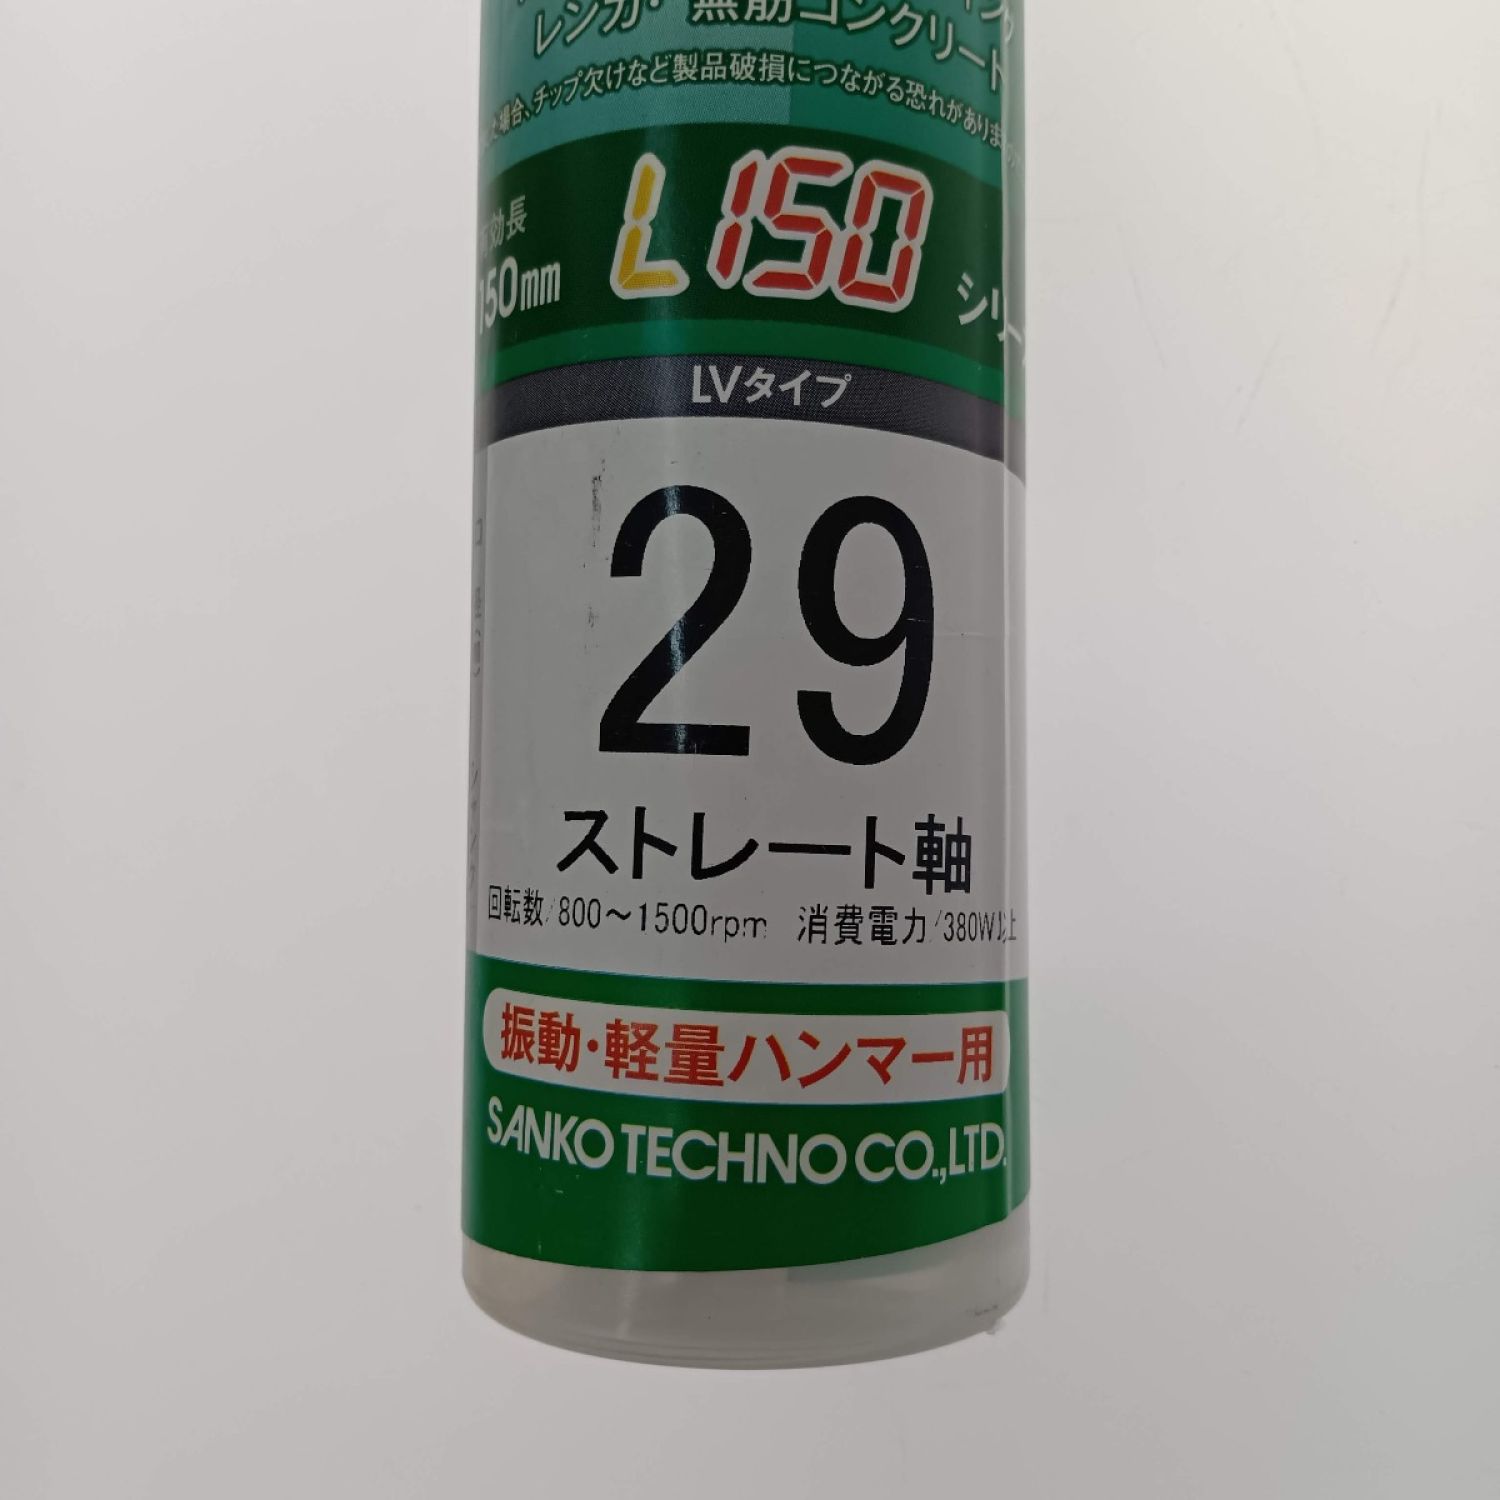 レンガ・無筋コンクリート
場合、チップ欠けなど製品破損につながる恐れがありま
有効長
150mm
L150
シリー
LVタイプ
29
ストレート軸
回転数/800〜1500rpm 消費電力/380W以上
振動・軽量ハンマー用
SANKO TECHNO CO.,LTD.